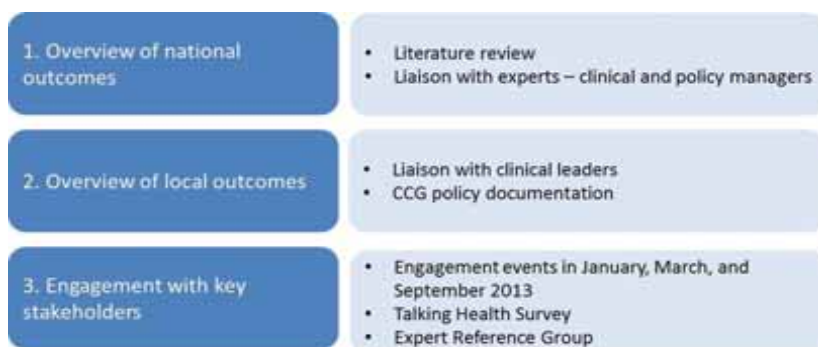 1. Overview of national
outcomes
• Literature review
• Liaison with experts – clinical and policy managers
2. Overview of local outcomes
• Liaison with clinical leaders
• CCG policy documentation
3. Engagement with key
stakeholders
• Engagement events in January, March, and
September 2013
• Talking Health Survey
• Expert Reference Group